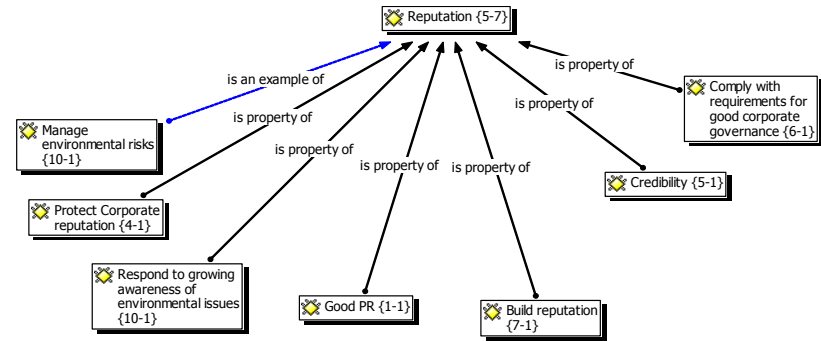 Reputation {5-7}
is an example of
is property of
Comply with
requirements for
good corporate
governance {6-1}
is property of
is property of
Manage
environmental risks
{10-1}
is property of
is property of
is property of
Credibility {5-1}
Protect Corporate
reputation {4-1}
Respond to growing
awareness of
environmental issues
{10-1}
Good PR {1-1}
Build reputation
{7-1}